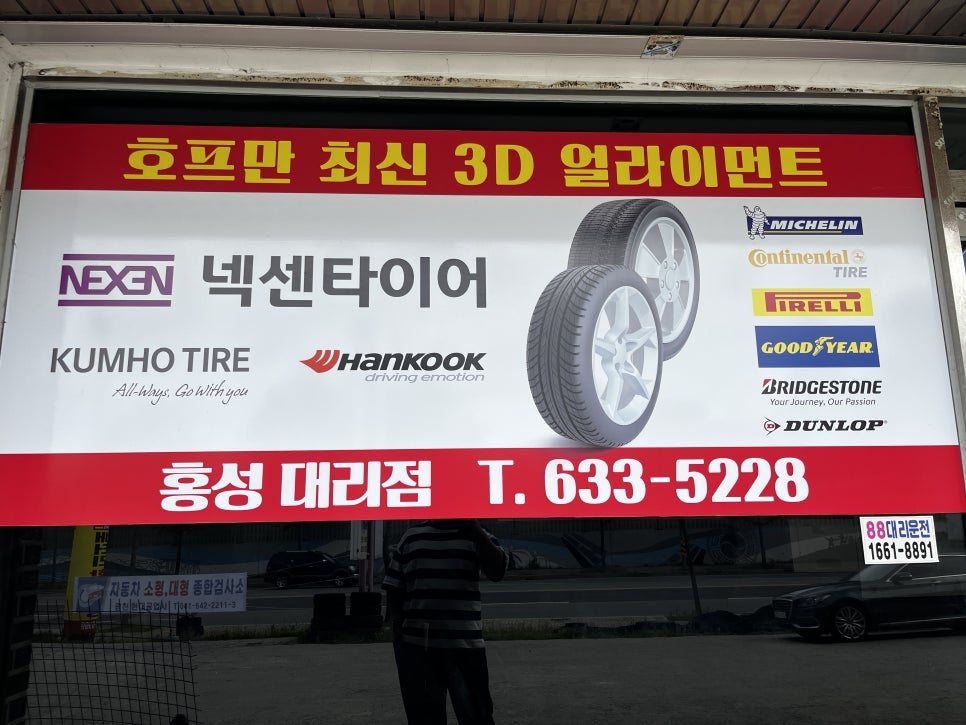 호프만 최신 3D 얼라이먼트
NEXEN 넥센타이어
KUMHO TIRE
All-Ways, Go With you
HANKOOK
driving emotion
MICHELIN
Continental
TIRE
PIRELLI
GOODYEAR
BRIDGESTONE
Your Journey, Our Passion
DUNLOP
홍성 대리점 T. 633-5228
88대리운전
1661-8891
자동차 소형,대형 종합검사소